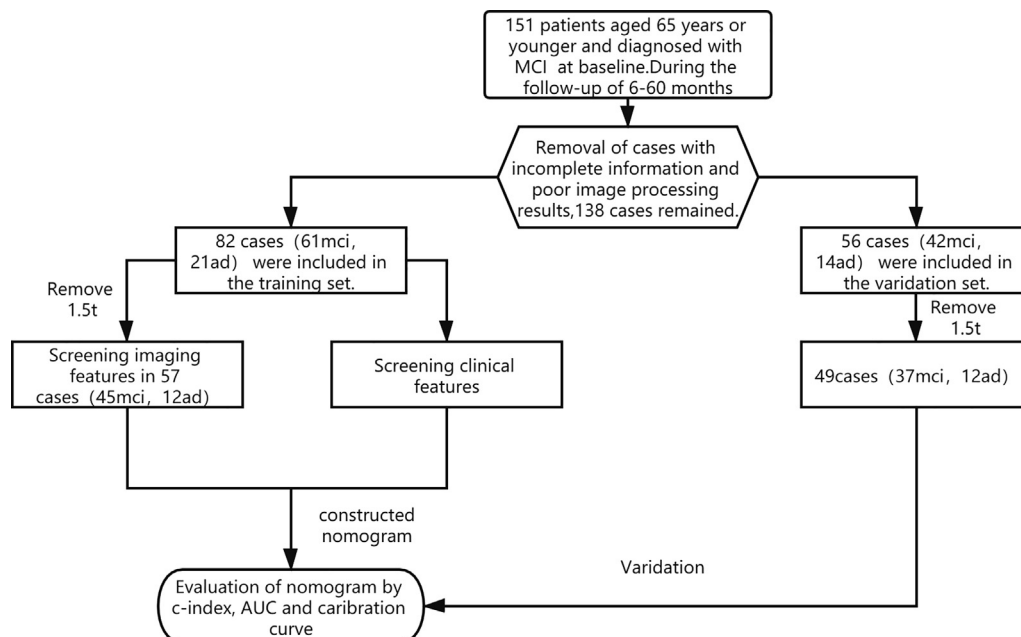 151 patients aged 65 years or
younger and diagnosed with
MCI at baseline.During the
follow-up of 6-60 months
Removal of cases with
incomplete information and
poor image processing
results,138 cases remained.
82 cases（61mci，
21ad） were included in
the training set.
56 cases（42mci，
14ad） were included in
the varidation set.
Remove
1.5t
Remove
1.5t
Screening imaging
features in 57
cases（45mci，12ad）
Screening clinical
features
49cases（37mci，12ad）
constructed
nomogram
Varidation
Evaluation of nomogram by
c-index, AUC and caribration
curve